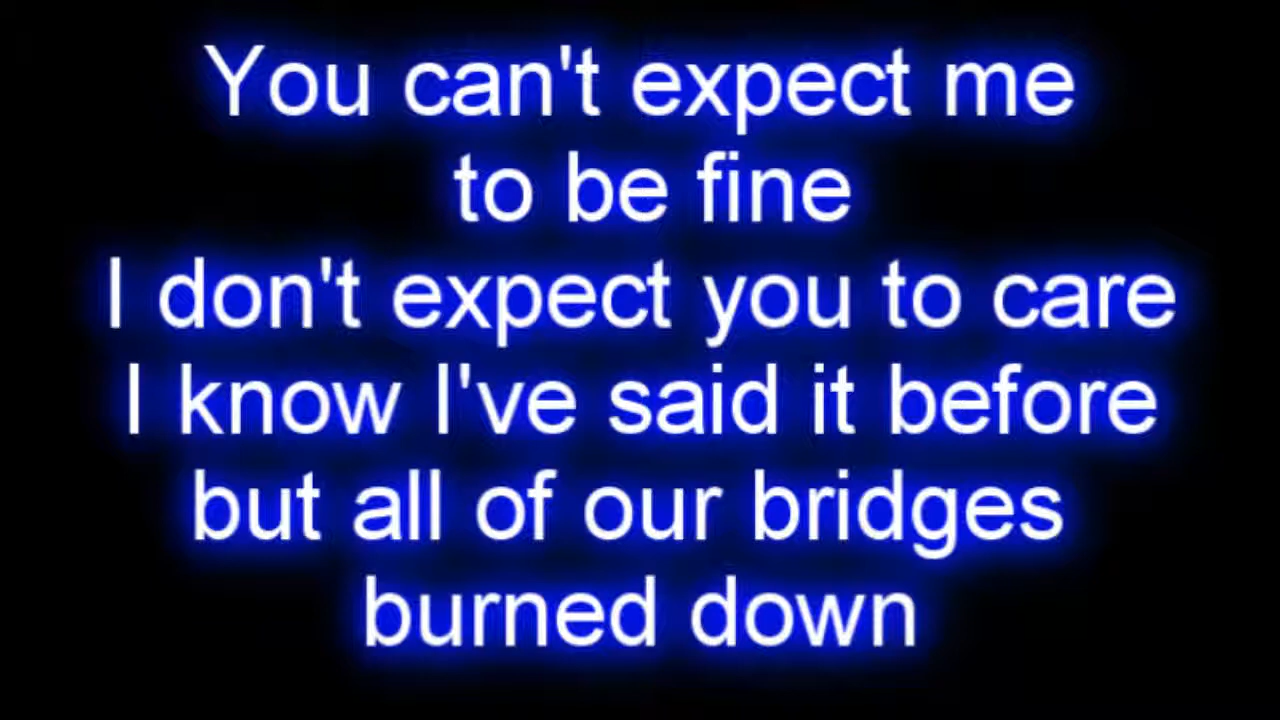 You can't expect me
to be fine
I don't expect you to care
I know I've said it before
but all of our bridges
burned down